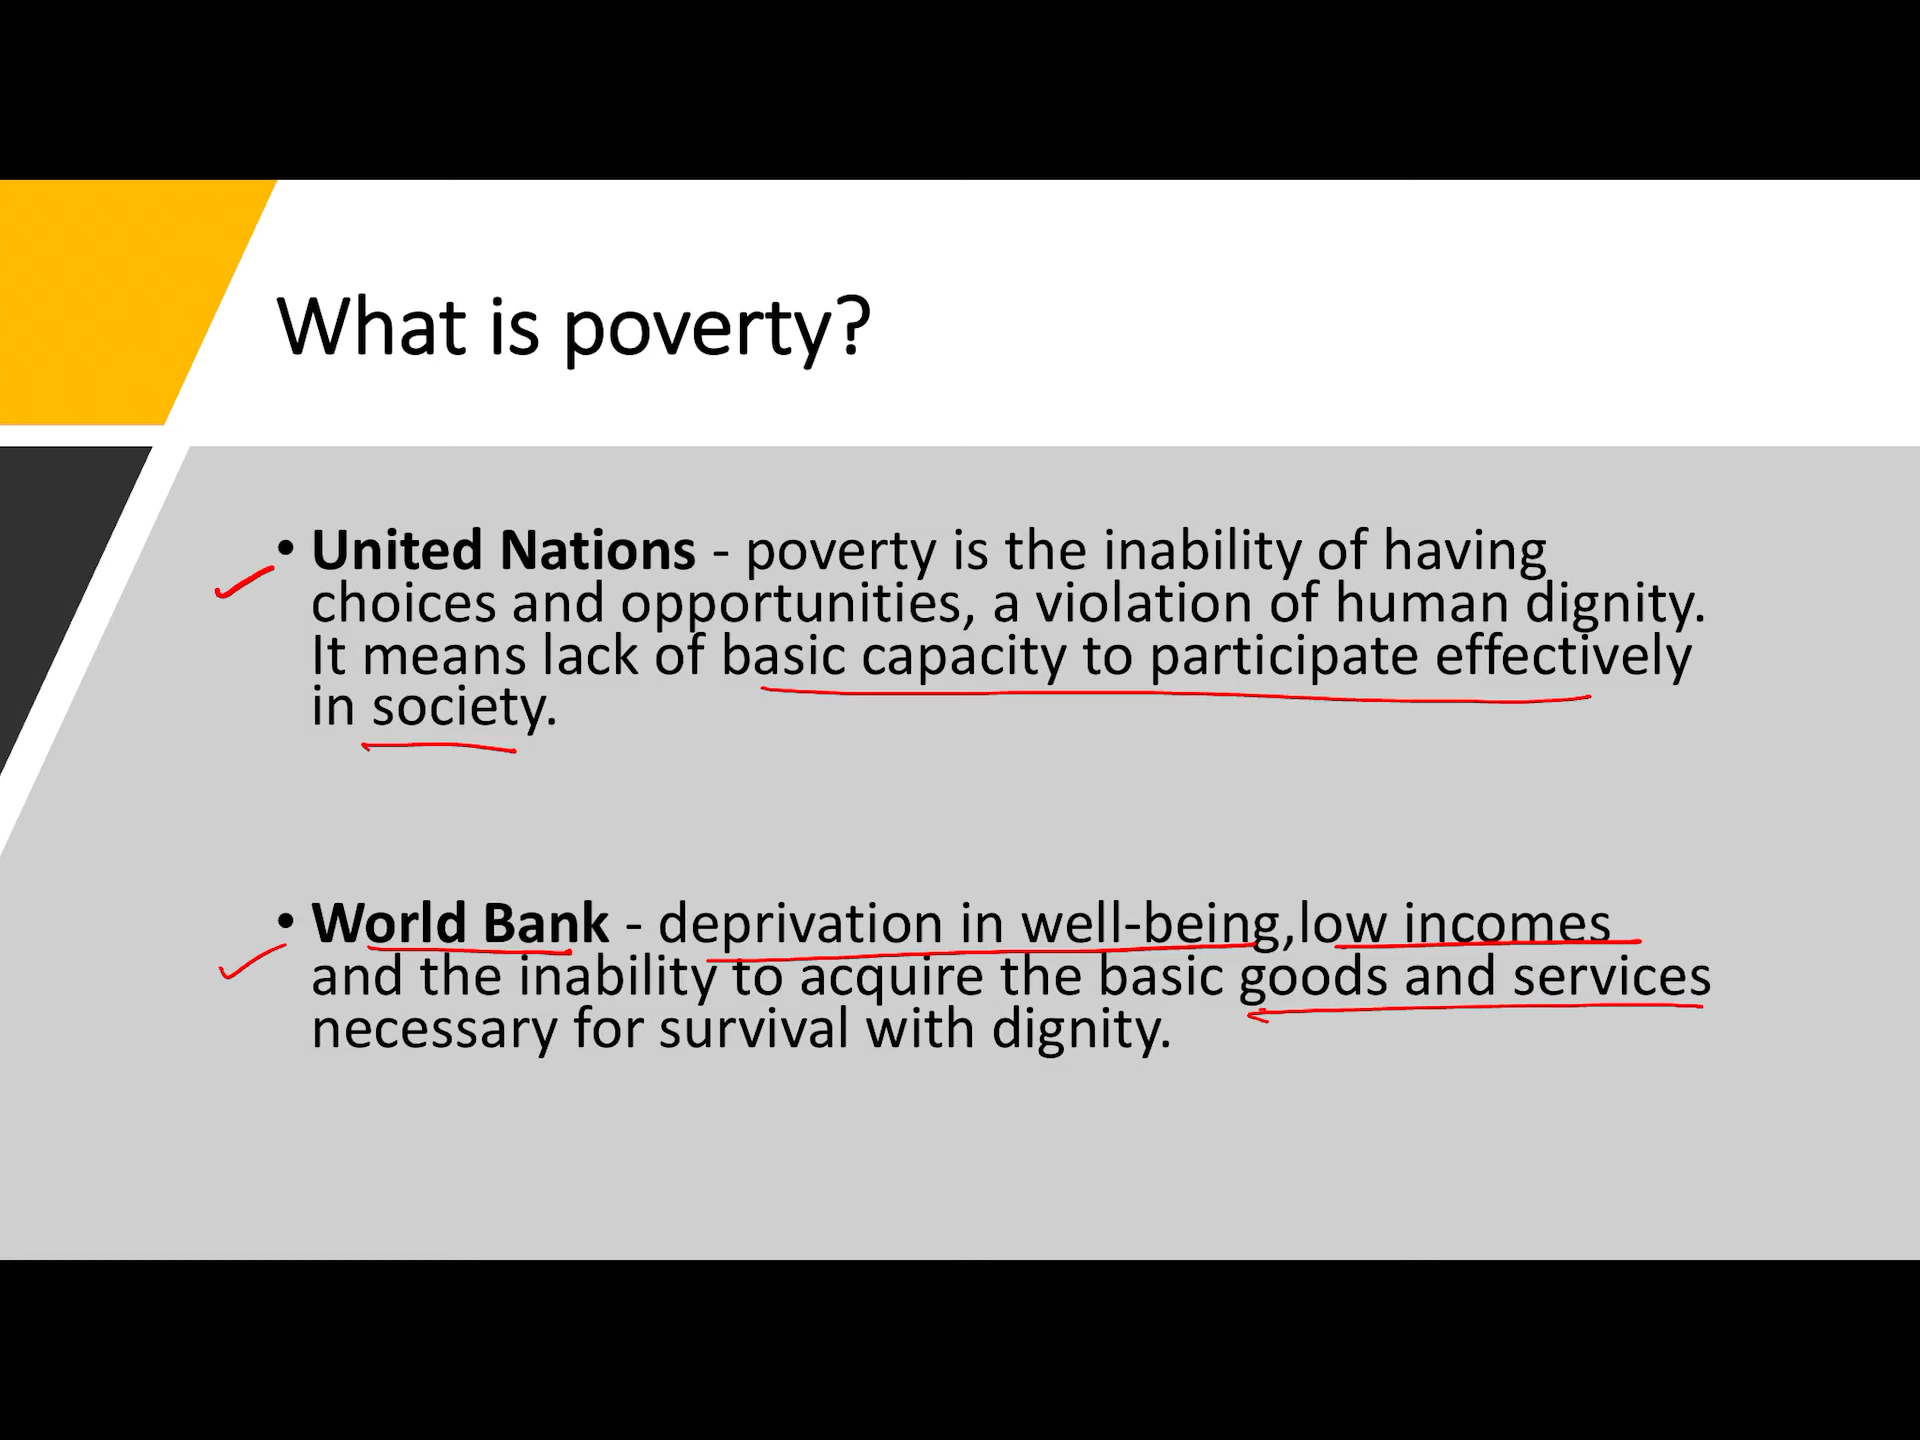 What is poverty?
• United Nations - poverty is the inability of having
choices and opportunities, a violation of human dignity.
It means lack of basic capacity to participate effectively
in society.
• World Bank - deprivation in well-being,low incomes
and the inability to acquire the basic goods and services
necessary for survival with dignity.